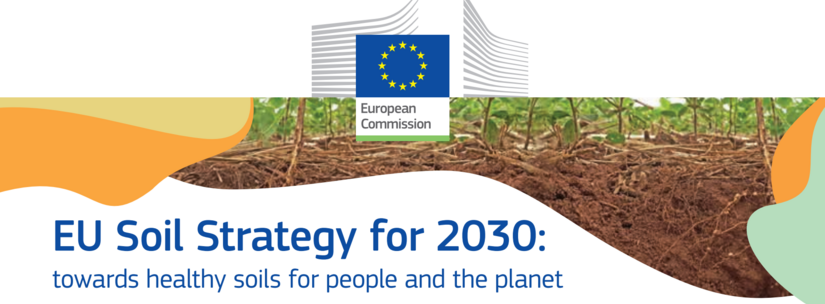 European
Commission
EU Soil Strategy for 2030:
towards healthy soils for people and the planet